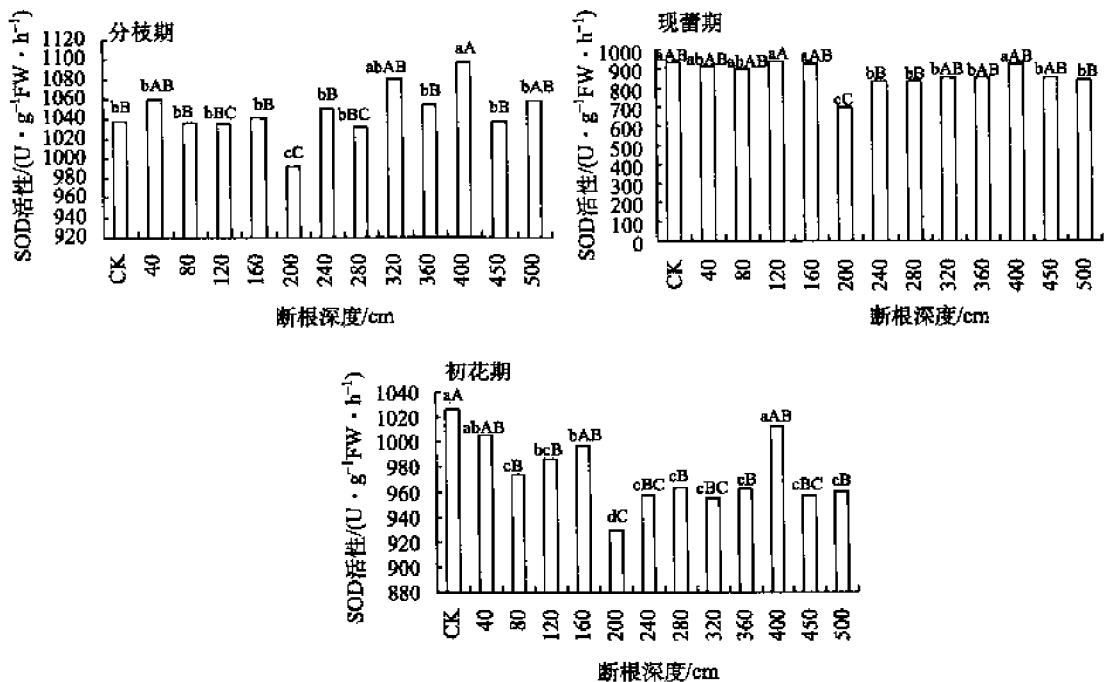 分枝期
SOD活性/(U·g⁻¹FW·h⁻¹)
1120
1100
1080
1060
1040
1020
1000
980
960
940
920
bB bAB bB bBC bB cC bB bBC abAB bB aA bB bAB
CK 40 80 120 160 200 240 280 320 360 400 450 500
断根深度/cm
现蕾期
SOD活性/(U·g⁻¹FW·h⁻¹)
1000
900
800
700
600
500
400
300
200
100
0
aAB abAB abAB aA aAB cC bB bB bAB bAB aAB bAB bB
CK 40 80 120 160 200 240 280 320 360 400 450 500
断根深度/cm
初花期
SOD活性/(U·g⁻¹FW·h⁻¹)
1040
1020
1000
980
960
940
920
900
880
aA abAB cB bcB bAB dC cBC cB cBC cB aAB cBC cB
CK 40 80 120 160 200 240 280 320 360 400 450 500
断根深度/cm